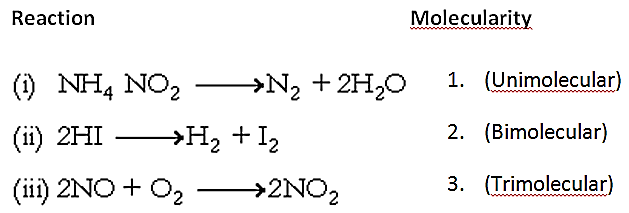 Reaction Molecularity
(i) NH₄ NO₂ ⟶ N₂ + 2H₂O 1. (Unimolecular)
(ii) 2HI ⟶ H₂ + I₂ 2. (Bimolecular)
(iii) 2NO + O₂ ⟶ 2NO₂ 3. (Trimolecular)